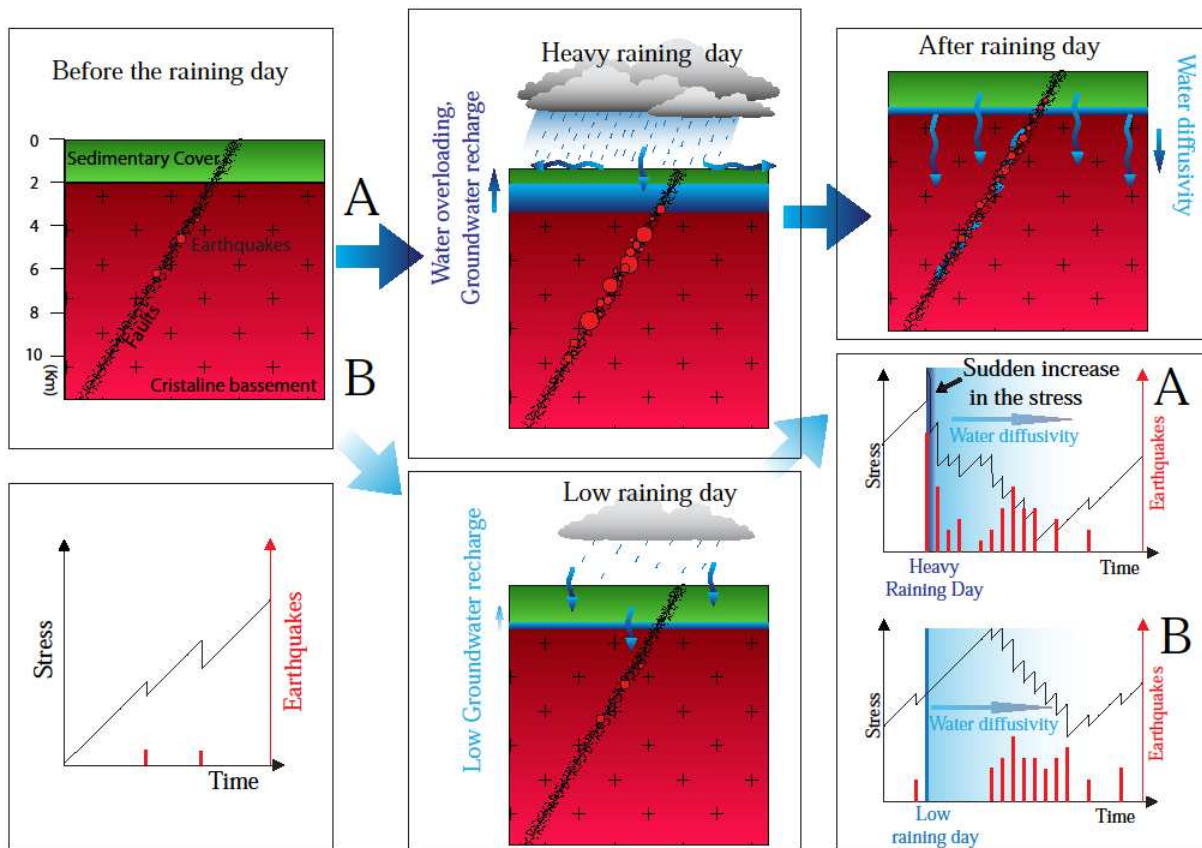 Before the raining day
0
2
4
6
8
10
(Km)
Sedimentary Cover
Earthquakes
Faults
Cristaline bassement
A
B
Heavy raining day
Water overloading,
Groundwater recharge
After raining day
Water diffusivity
Stress
Earthquakes
Time
Low raining day
Low Groundwater recharge
A
Sudden increase
in the stress
Water diffusivity
Stress
Earthquakes
Heavy
Raining Day
Time
B
Water diffusivity
Stress
Earthquakes
Low
raining day
Time